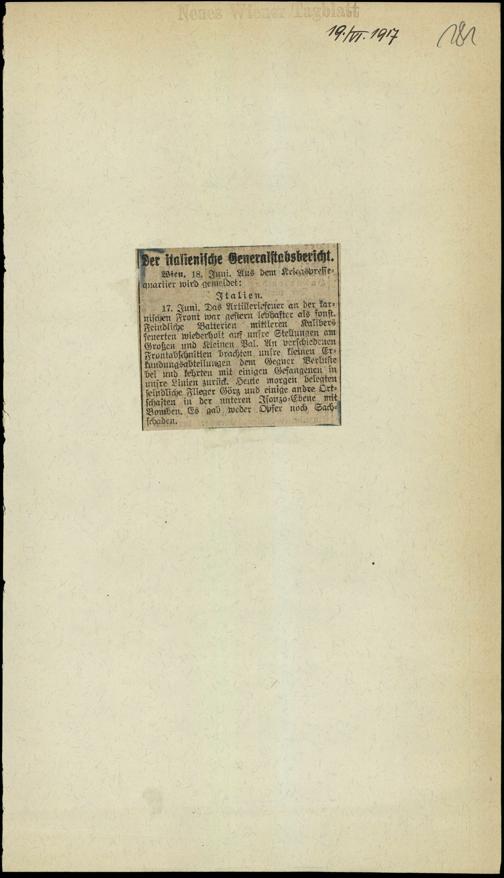 Neues Wiener Tagblatt
19./VI. 1917
181
Der italienische Generalstabsbericht.
Wien, 18. Juni. Aus dem Kriegspresse-
quartier wird gemeldet:
Italien.
17. Juni. Das Artilleriefeuer an der kar-
nischen Front war gestern lebhafter als sonst.
Feindliche Batterien mittleren Kalibers
feuerten wiederholt auf unsre Stellungen am
Großen und Kleinen Pal. An verschiedenen
Frontabschnitten brachten unsre kleinen Er-
kundungsabteilungen dem Gegner Verluste
bei und kehrten mit einigen Gefangenen in
unsre Linien zurück. Heute morgen belegten
feindliche Flieger Görz und einige andre Ort-
schaften in der unteren Isonzo-Ebene mit
Bomben. Es gab weder Opfer noch Sach-
schaden.